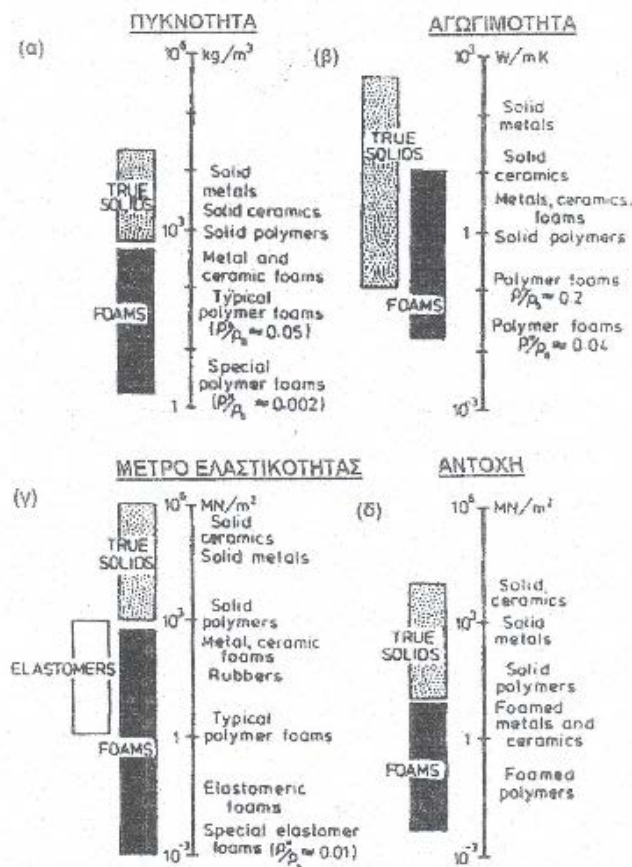 ΠΥΚΝΟΤΗΤΑ
(α)
10⁶ kg/m³
TRUE
SOLIDS
Solid
metals
Solid ceramics
10³ Solid polymers
Metal and
ceramic foams
FOAMS
Typical
polymer foams
(ρ*/ρₛ ≈ 0.05)
Special
polymer foams
1 (ρ*/ρₛ ≈ 0.002)
ΑΓΩΓΙΜΟΤΗΤΑ
(β)
10³ W/mK
TRUE
SOLIDS
Solid
metals
Solid
ceramics
Metals, ceramics,
foams
1 Solid polymers
FOAMS
Polymer foams
ρ*/ρₛ ≈ 0.2
Polymer foams
ρ*/ρₛ ≈ 0.04
10⁻³
ΜΕΤΡΟ ΕΛΑΣΤΙΚΟΤΗΤΑΣ
(γ)
10⁶ MN/m²
TRUE
SOLIDS
Solid
ceramics
Solid metals
10³ Solid
polymers
Metal, ceramic
foams
Rubbers
ELASTOMERS
Typical
1 polymer foams
FOAMS
Elastomeric
foams
Special elastomer
10⁻³ foams (ρ*/ρₛ ≈ 0.01)
ΑΝΤΟΧΗ
(δ)
10⁶ MN/m²
TRUE
SOLIDS
Solid
ceramics
10³ Solid
metals
Solid
polymers
Foamed
metals and
1 ceramics
FOAMS
Foamed
polymers
10⁻³